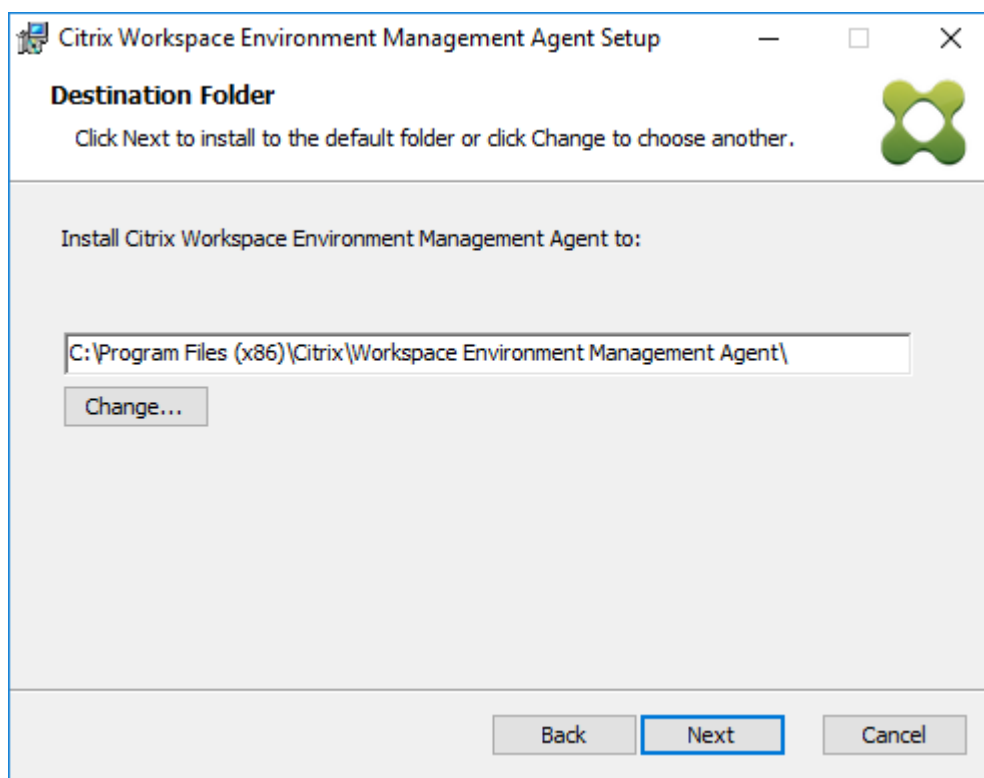 Citrix Workspace Environment Management Agent Setup
Destination Folder
Click Next to install to the default folder or click Change to choose another.
Install Citrix Workspace Environment Management Agent to:
C:\Program Files (x86)\Citrix\Workspace Environment Management Agent\
Change...
Back Next Cancel